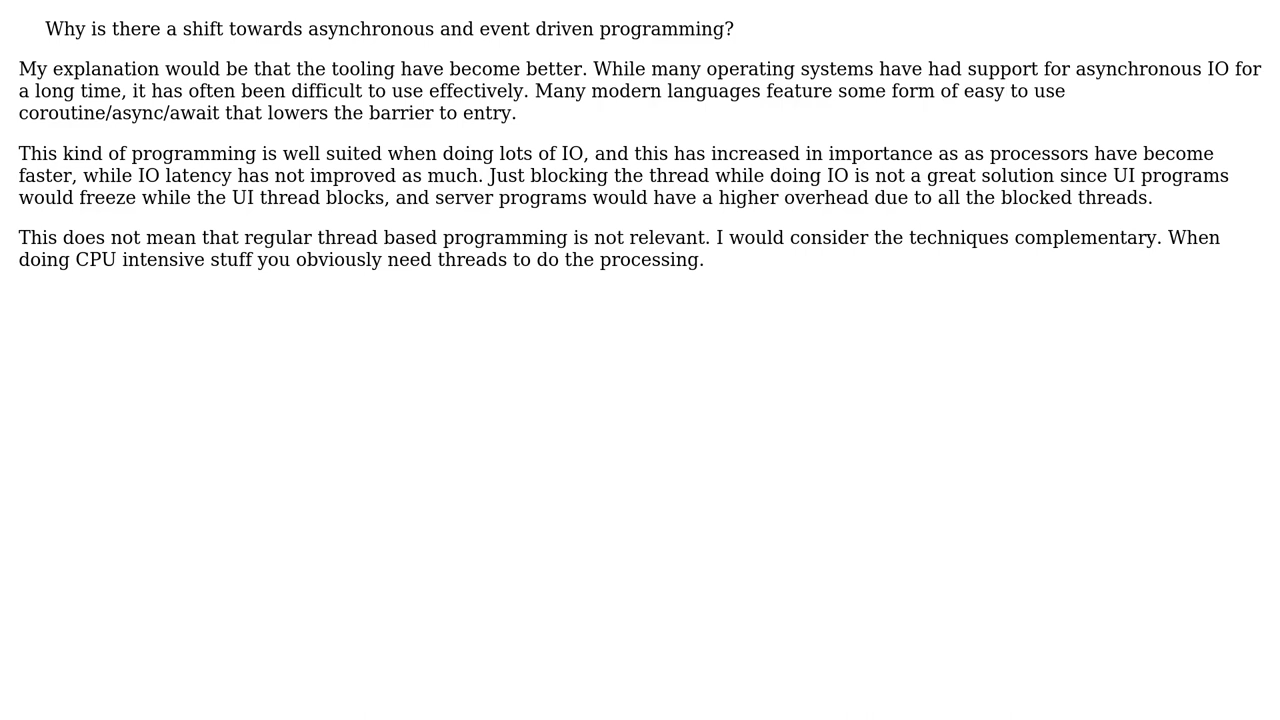 Why is there a shift towards asynchronous and event driven programming?
My explanation would be that the tooling have become better. While many operating systems have had support for asynchronous IO for
a long time, it has often been difficult to use effectively. Many modern languages feature some form of easy to use
coroutine/async/await that lowers the barrier to entry.
This kind of programming is well suited when doing lots of IO, and this has increased in importance as as processors have become
faster, while IO latency has not improved as much. Just blocking the thread while doing IO is not a great solution since UI programs
would freeze while the UI thread blocks, and server programs would have a higher overhead due to all the blocked threads.
This does not mean that regular thread based programming is not relevant. I would consider the techniques complementary. When
doing CPU intensive stuff you obviously need threads to do the processing.